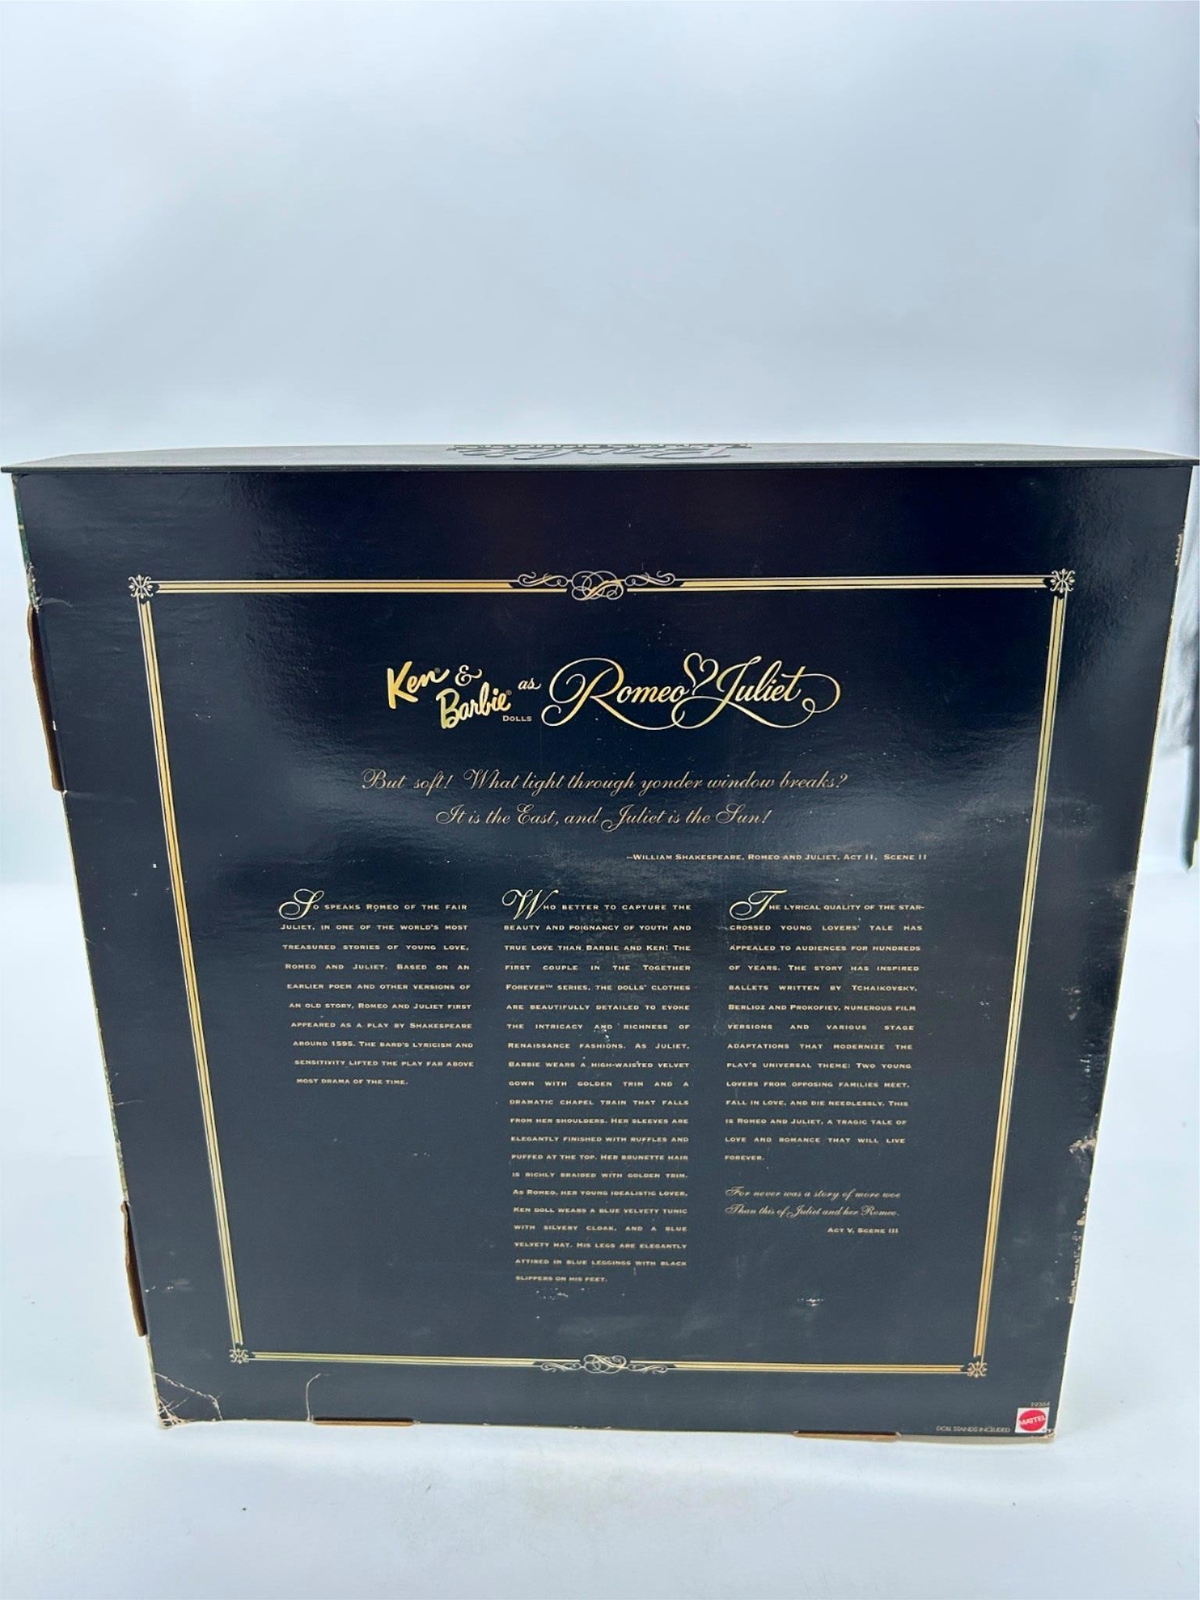 Ken® & Barbie® DOLLS as Romeo & Juliet
But soft! What light through yonder window breaks?
It is the East, and Juliet is the Sun!
–WILLIAM SHAKESPEARE, ROMEO AND JULIET, ACT II, SCENE II
SO SPEAKS ROMEO OF THE FAIR
JULIET, IN ONE OF THE WORLD'S MOST
TREASURED STORIES OF YOUNG LOVE,
ROMEO AND JULIET. BASED ON AN
EARLIER POEM AND OTHER VERSIONS OF
AN OLD STORY, ROMEO AND JULIET FIRST
APPEARED AS A PLAY BY SHAKESPEARE
AROUND 1595. THE BARD'S LYRICISM AND
SENSITIVITY LIFTED THE PLAY FAR ABOVE
MOST DRAMA OF THE TIME.
WHO BETTER TO CAPTURE THE
BEAUTY AND POIGNANCY OF YOUTH AND
TRUE LOVE THAN BARBIE AND KEN! THE
FIRST COUPLE IN THE TOGETHER
FOREVER™ SERIES, THE DOLLS' CLOTHES
ARE BEAUTIFULLY DETAILED TO EVOKE
THE INTRICACY AND RICHNESS OF
RENAISSANCE FASHIONS. AS JULIET,
BARBIE WEARS A HIGH-WAISTED VELVET
GOWN WITH GOLDEN TRIM AND A
DRAMATIC CHAPEL TRAIN THAT FALLS
FROM HER SHOULDERS. HER SLEEVES ARE
ELEGANTLY FINISHED WITH RUFFLES AND
PUFFED AT THE TOP. HER BRUNETTE HAIR
IS RICHLY BRAIDED WITH GOLDEN TRIM.
AS ROMEO, HER YOUNG IDEALISTIC LOVER,
KEN DOLL WEARS A BLUE VELVETY TUNIC
WITH SILVERY CLOAK, AND A BLUE
VELVETY HAT. HIS LEGS ARE ELEGANTLY
ATTIRED IN BLUE LEGGINGS WITH BLACK
SLIPPERS ON HIS FEET.
THE LYRICAL QUALITY OF THE STAR-
CROSSED YOUNG LOVERS' TALE HAS
APPEALED TO AUDIENCES FOR HUNDREDS
OF YEARS. THE STORY HAS INSPIRED
BALLETS WRITTEN BY TCHAIKOVSKY,
BERLIOZ AND PROKOFIEV, NUMEROUS FILM
VERSIONS AND VARIOUS STAGE
ADAPTATIONS THAT MODERNIZE THE
PLAY'S UNIVERSAL THEME: TWO YOUNG
LOVERS FROM OPPOSING FAMILIES MEET,
FALL IN LOVE, AND DIE NEEDLESSLY. THIS
IS ROMEO AND JULIET, A TRAGIC TALE OF
LOVE AND ROMANCE THAT WILL LIVE
FOREVER.
For never was a story of more woe
Than this of Juliet and her Romeo.
ACT V, SCENE III
19364
DOLL STANDS INCLUDED
MATTEL